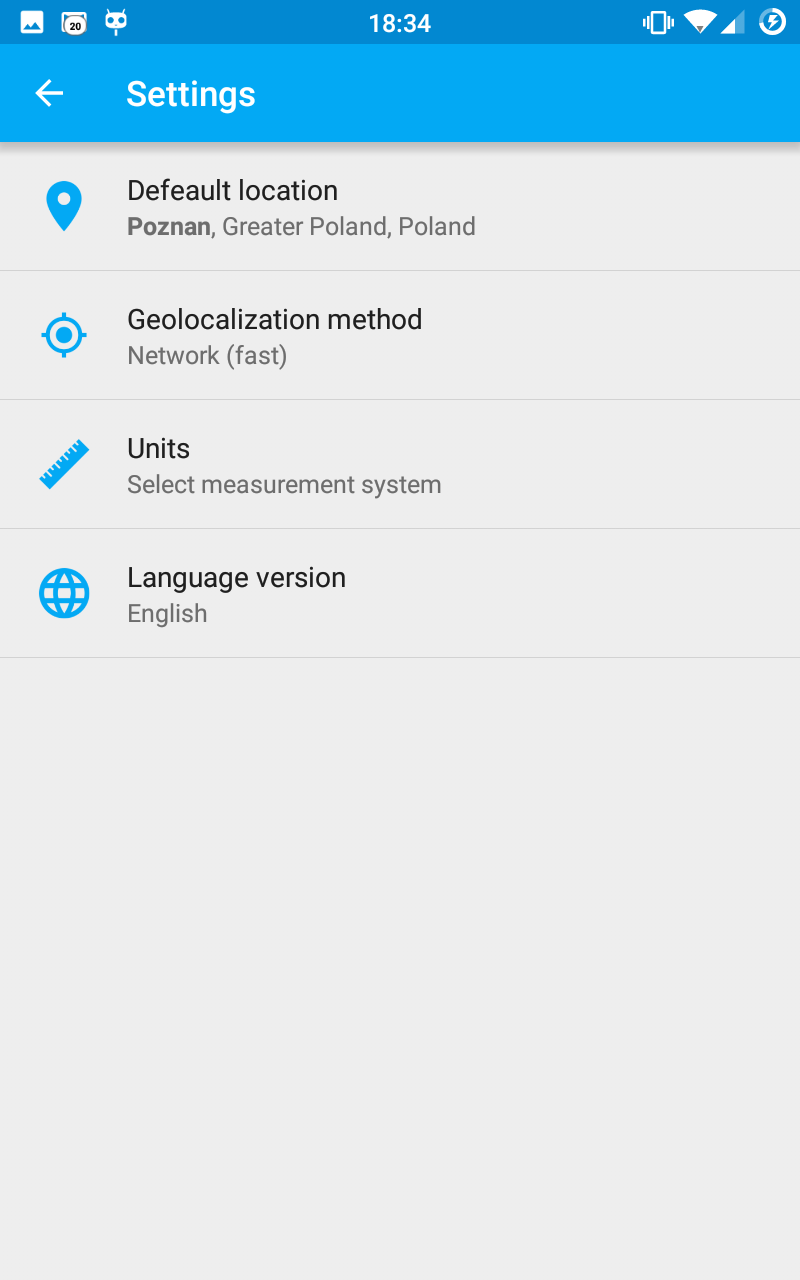 20
18:34
Settings
Defeault location
Poznan, Greater Poland, Poland
Geolocalization method
Network (fast)
Units
Select measurement system
Language version
English